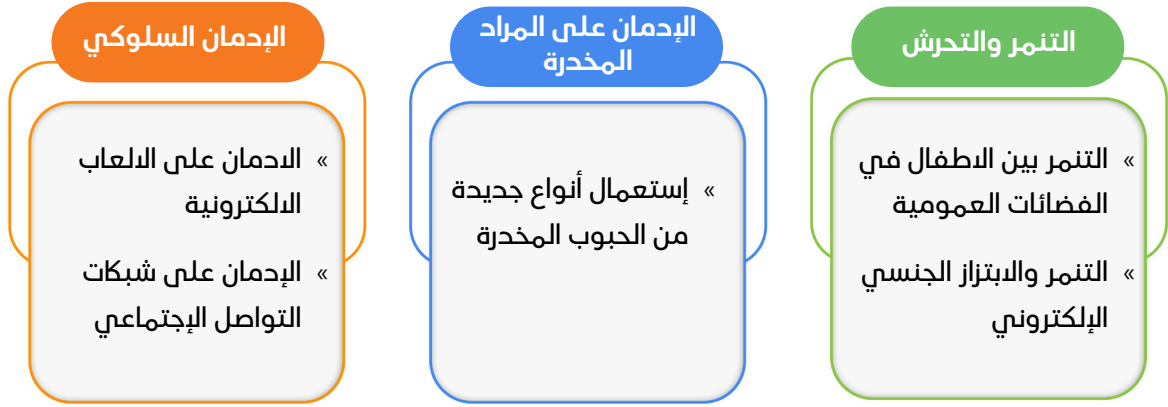 التنمر والتحرش
» التنمر بين الاطفال في
الفضائات العمومية
» التنمر والابتزاز الجنسي
الإلكتروني
الإدمان على المراد
المخدرة
» إستعمال أنواع جديدة
من الحبوب المخدرة
الإدمان السلوكي
» الادمان على الالعاب
الالكترونية
» الإدمان على شبكات
التواصل الإجتماعي